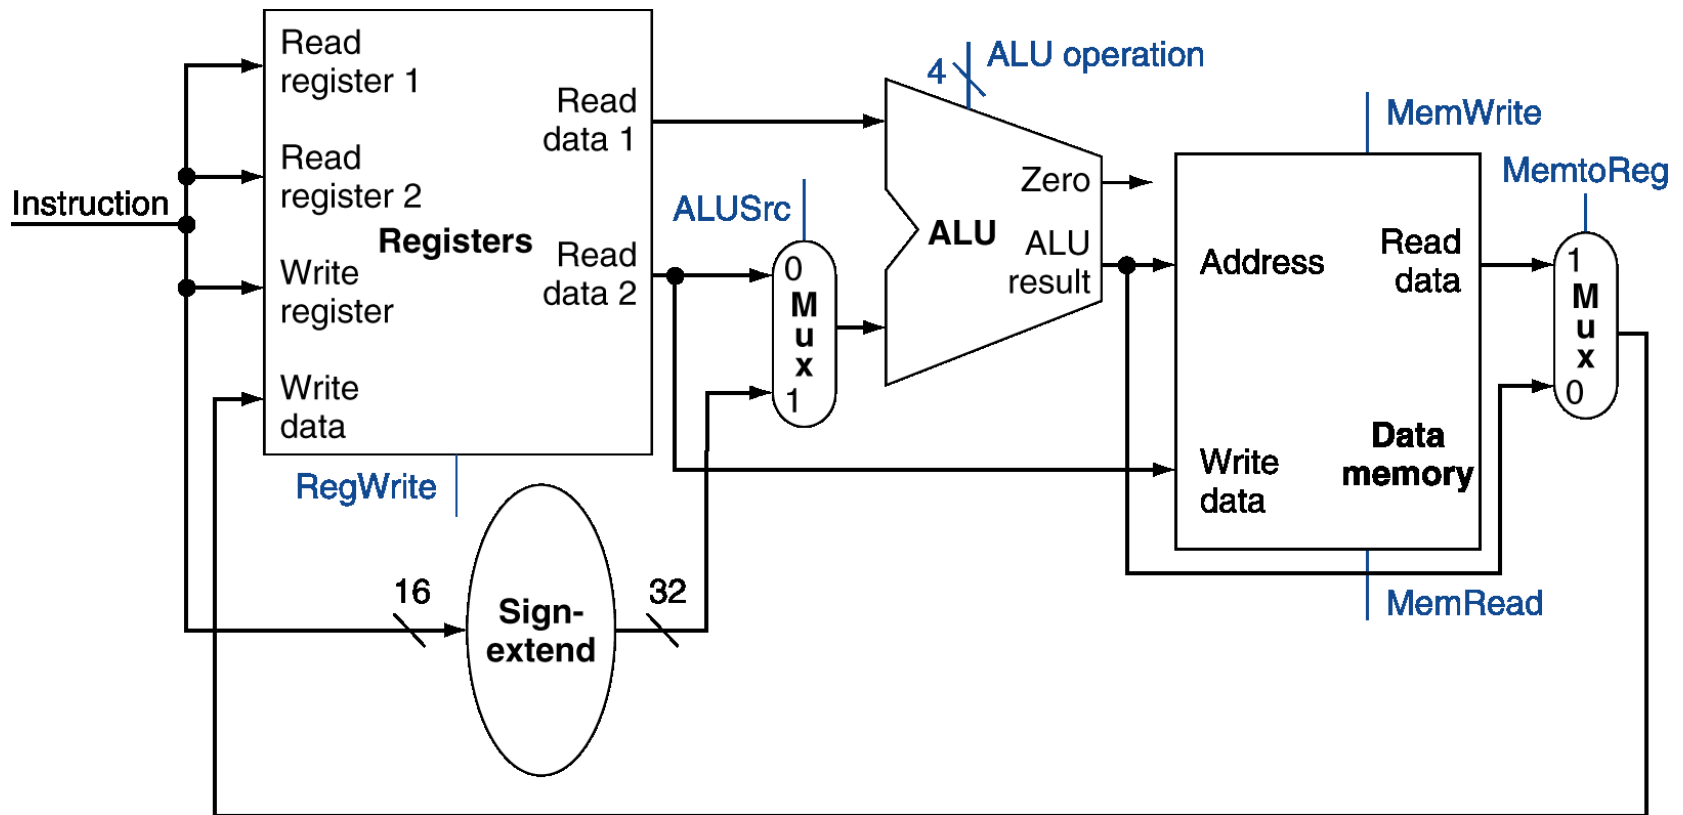 Instruction
Read
register 1
Read
register 2
Write
register
Write
data
Registers
Read
data 1
Read
data 2
RegWrite
16
Sign-
extend
32
ALUSrc
0
M
u
x
1
4
ALU operation
ALU
Zero
ALU
result
MemWrite
Address
Read
data
Write
data
Data
memory
MemRead
MemtoReg
1
M
u
x
0